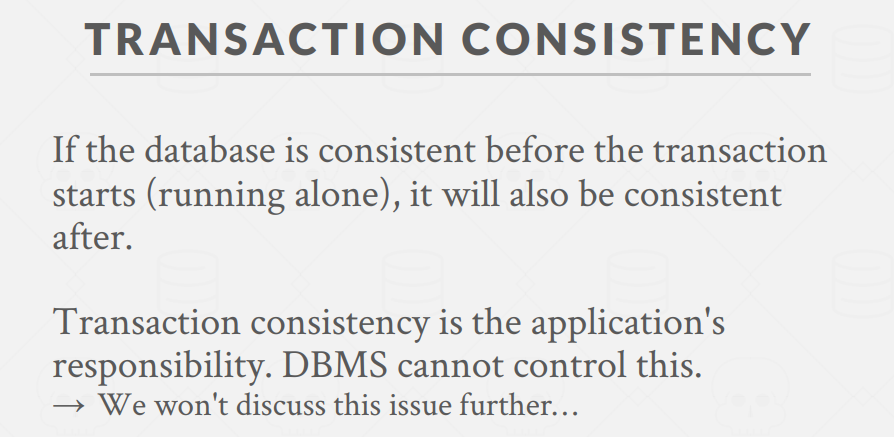 TRANSACTION CONSISTENCY
If the database is consistent before the transaction
starts (running alone), it will also be consistent
after.
Transaction consistency is the application's
responsibility. DBMS cannot control this.
→ We won't discuss this issue further…